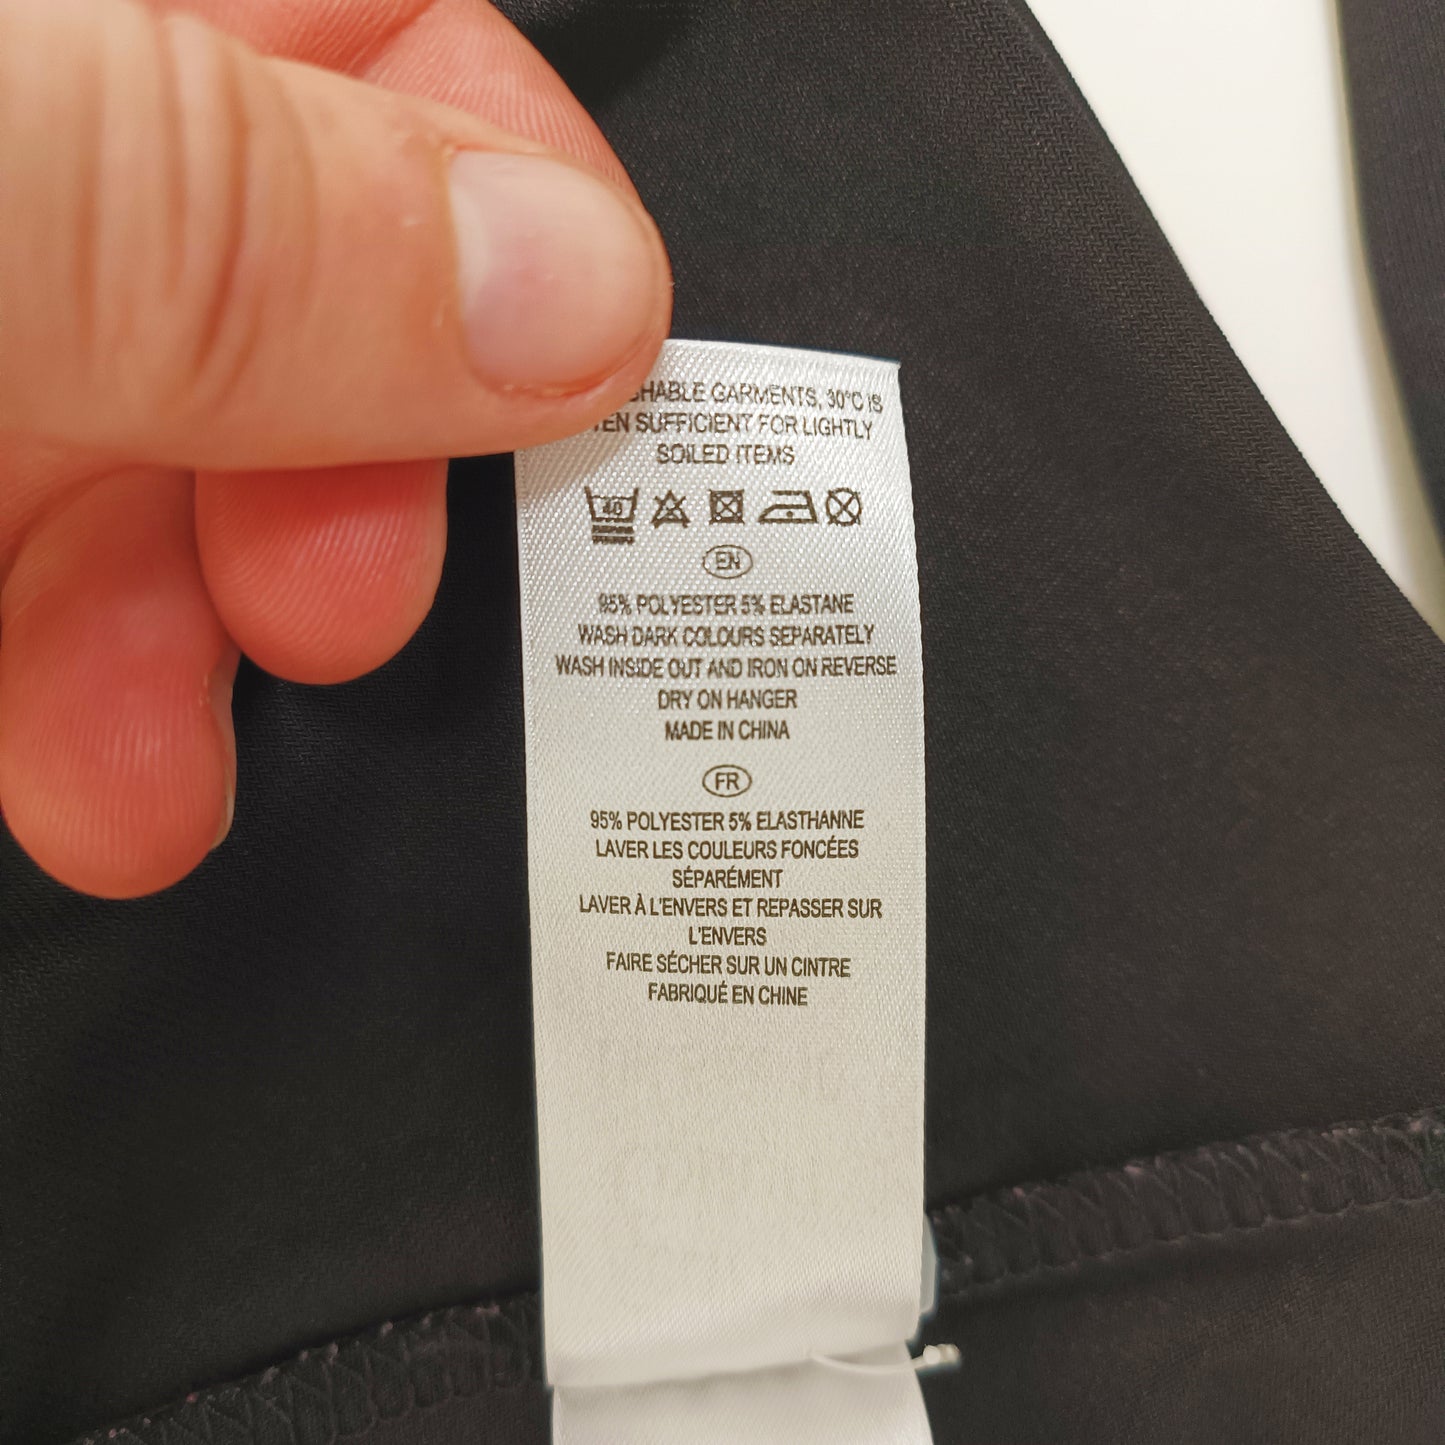 GARMENTS, 30°C IS
SUFFICIENT FOR LIGHTLY
SOILED ITEMS
40
EN
95% POLYESTER 5% ELASTANE
WASH DARK COLOURS SEPARATELY
WASH INSIDE OUT AND IRON ON REVERSE
DRY ON HANGER
MADE IN CHINA
FR
95% POLYESTER 5% ELASTHANNE
LAVER LES COULEURS FONCÉES
SÉPARÉMENT
LAVER À L'ENVERS ET REPASSER SUR
L'ENVERS
FAIRE SÉCHER SUR UN CINTRE
FABRIQUÉ EN CHINE